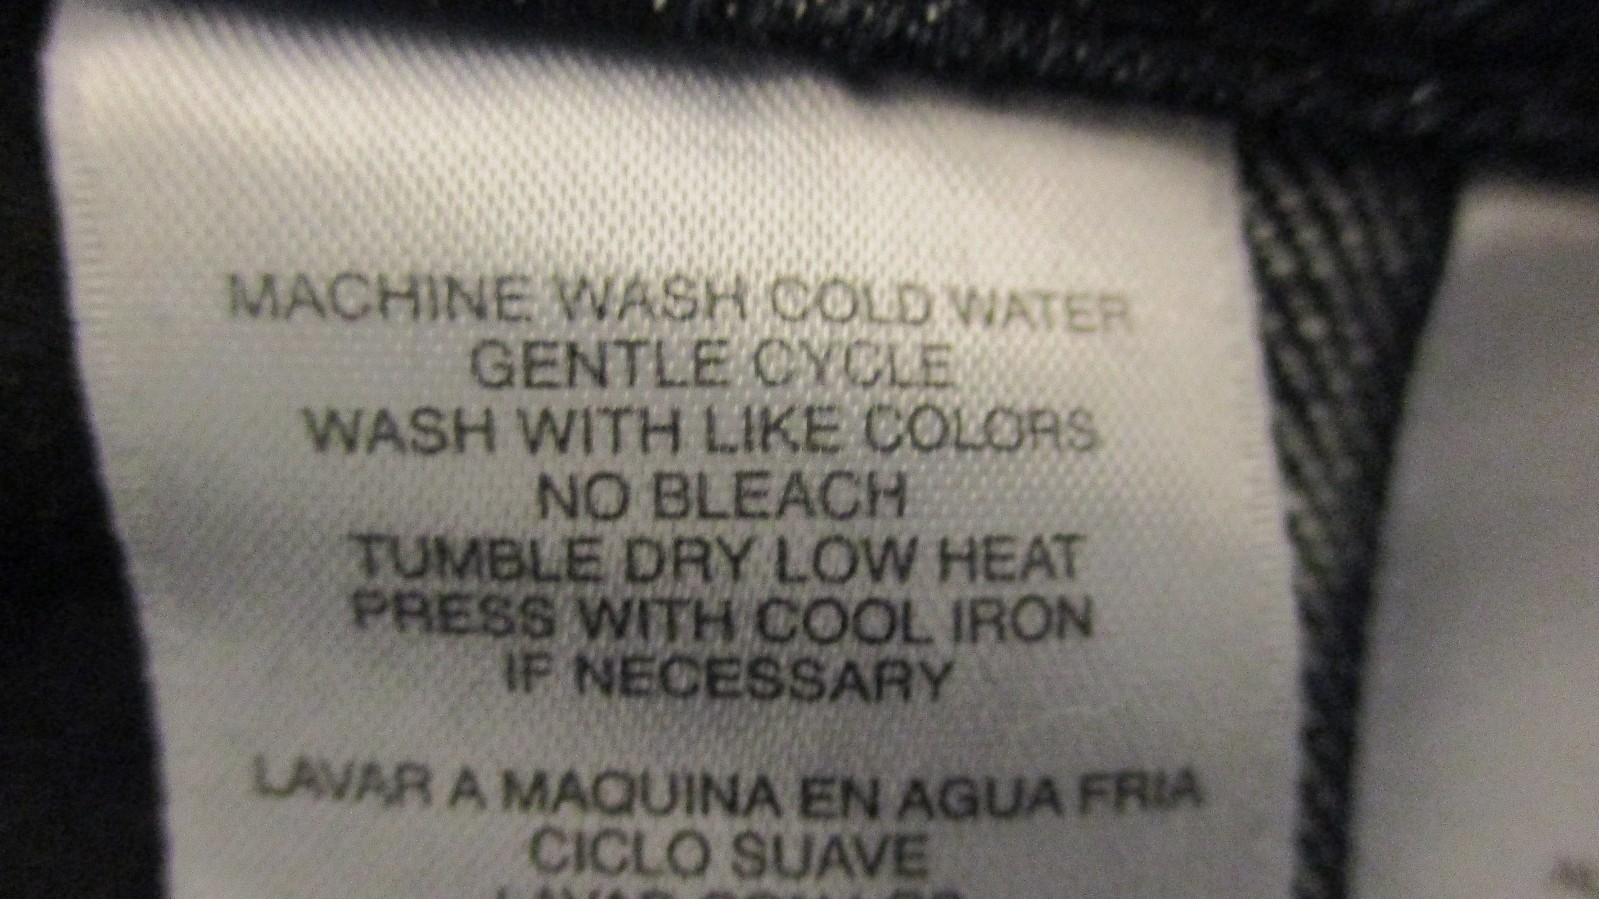 MACHINE WASH COLD WATER
GENTLE CYCLE
WASH WITH LIKE COLORS
NO BLEACH
TUMBLE DRY LOW HEAT
PRESS WITH COOL IRON
IF NECESSARY
LAVAR A MAQUINA EN AGUA FRIA
CICLO SUAVE
LAVAR